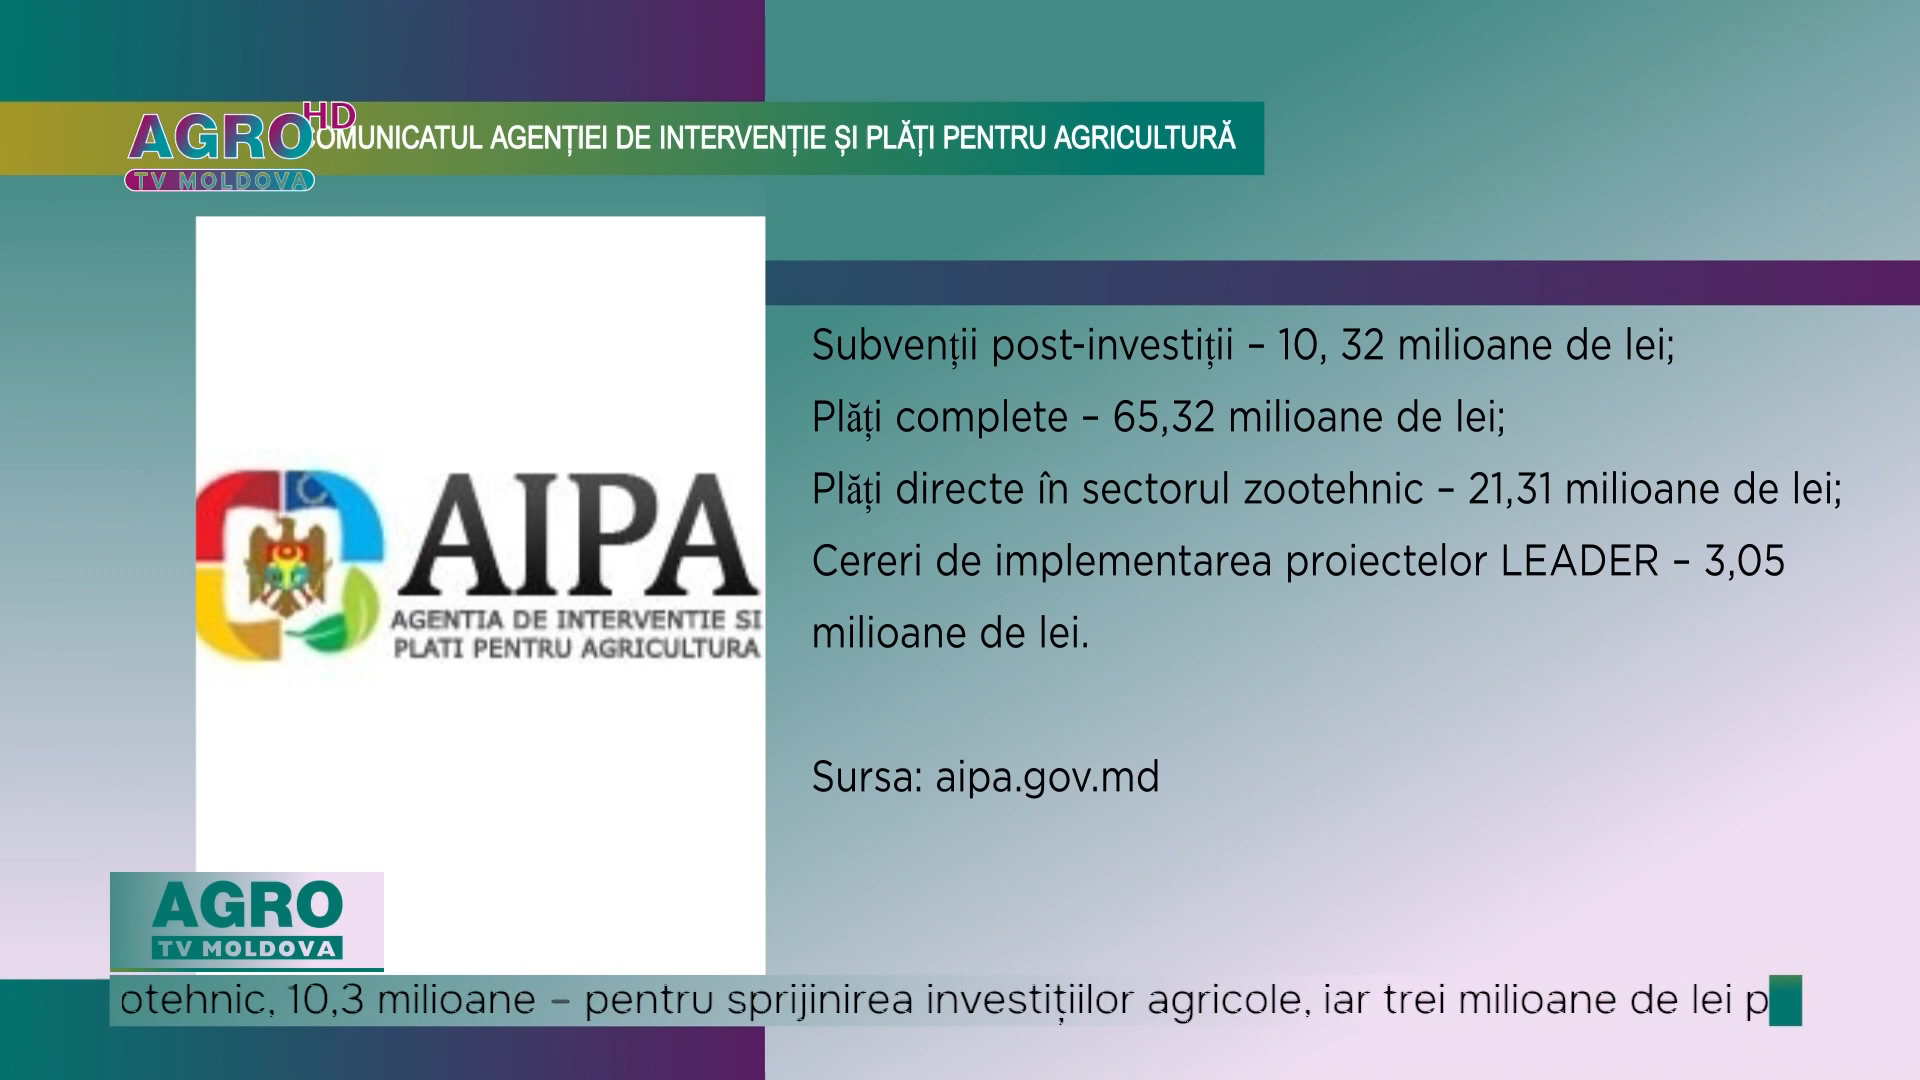 AGRO HD
TV MOLDOVA
COMUNICATUL AGENȚIEI DE INTERVENȚIE ȘI PLĂȚI PENTRU AGRICULTURĂ
AIPA
AGENTIA DE INTERVENTIE SI
PLATI PENTRU AGRICULTURA
Subvenții post-investiții – 10, 32 milioane de lei;
Plăți complete – 65,32 milioane de lei;
Plăți directe în sectorul zootehnic – 21,31 milioane de lei;
Cereri de implementarea proiectelor LEADER – 3,05
milioane de lei.
Sursa: aipa.gov.md
AGRO
TV MOLDOVA
otehnic, 10,3 milioane – pentru sprijinirea investițiilor agricole, iar trei milioane de lei p